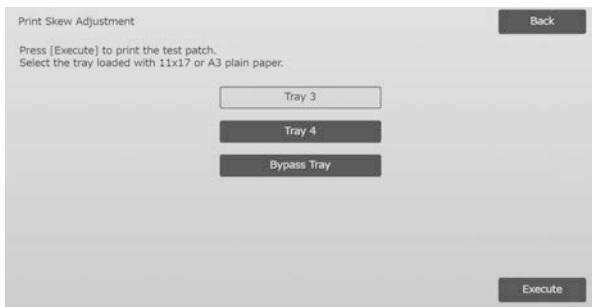 Print Skew Adjustment
Back
Press [Execute] to print the test patch.
Select the tray loaded with 11x17 or A3 plain paper.
Tray 3
Tray 4
Bypass Tray
Execute